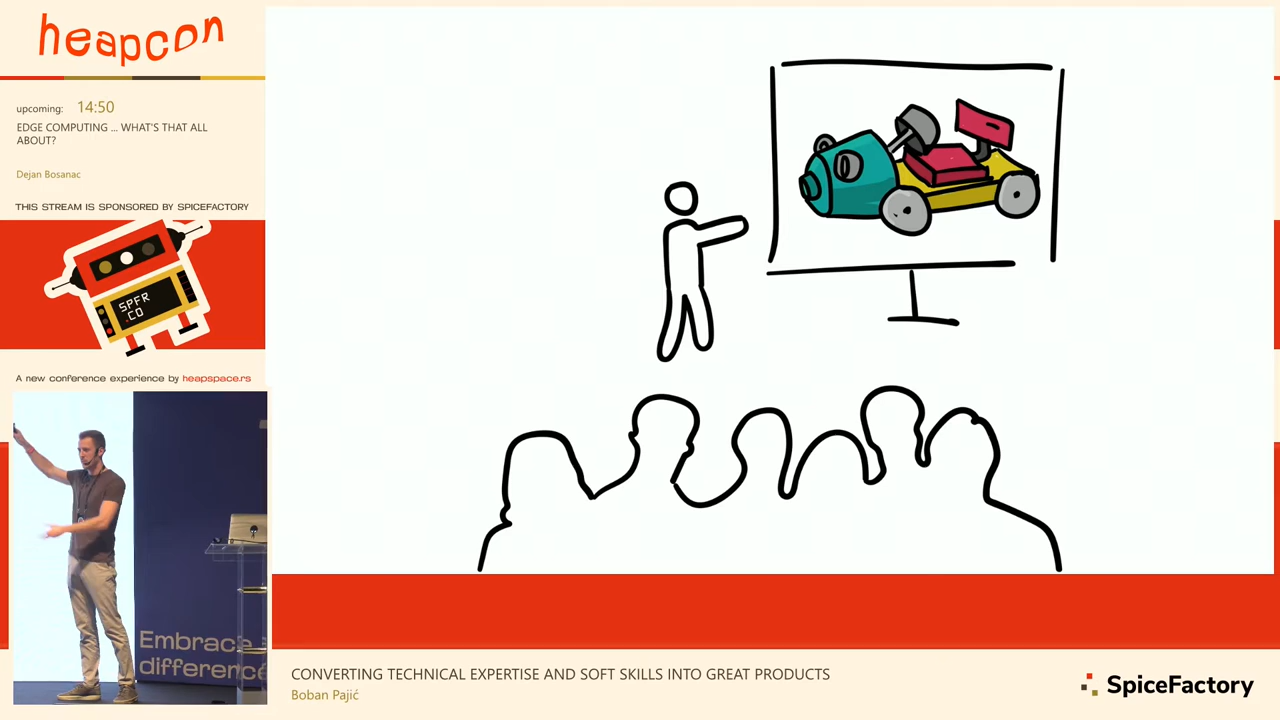 heapcon
upcoming: 14:50
EDGE COMPUTING ... WHAT'S THAT ALL
ABOUT?
Dejan Bosanac
THIS STREAM IS SPONSORED BY SPICEFACTORY
SPFR
.CO
A new conference experience by heapspace.rs
Embrace
difference
CONVERTING TECHNICAL EXPERTISE AND SOFT SKILLS INTO GREAT PRODUCTS
Boban Pajić
SpiceFactory